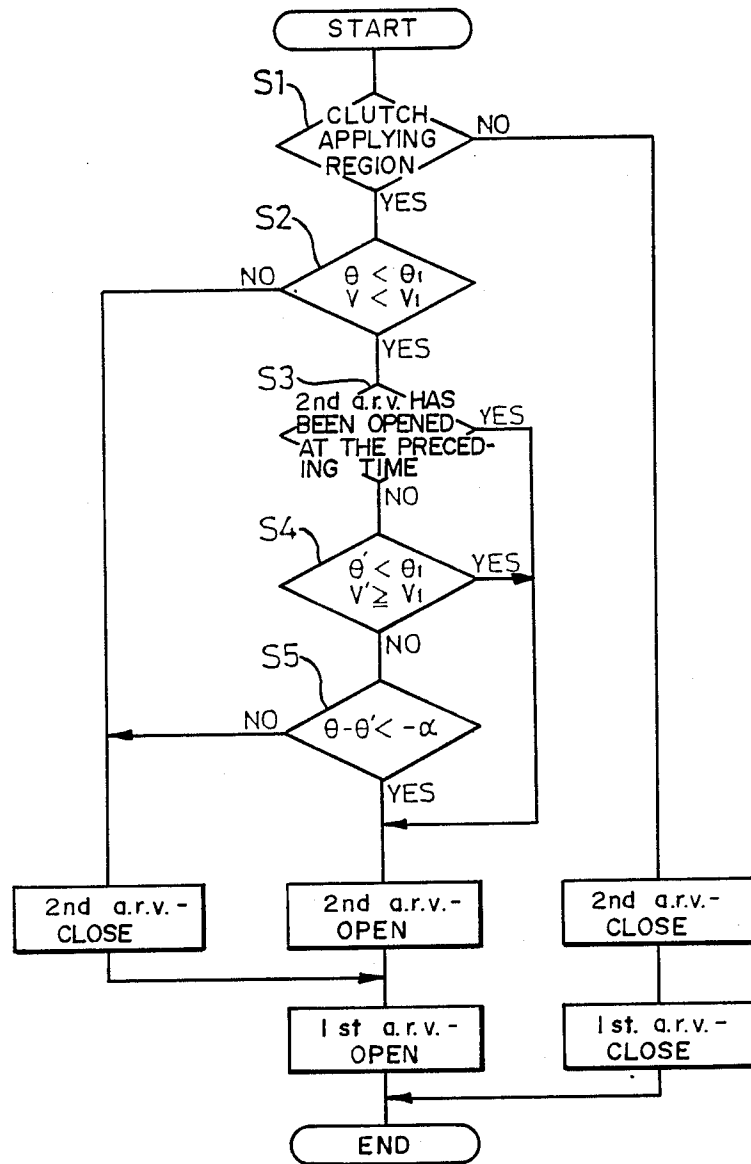 START
S1
CLUTCH
APPLYING
REGION
NO
YES
S2
NO
θ < θ1
V < V1
YES
S3
2nd a.r.v. HAS
BEEN OPENED
AT THE PRECED-
ING TIME
YES
NO
S4
θ' < θ1
V' ≧ V1
YES
NO
S5
NO
θ-θ' < -α
YES
2nd a.r.v.-
CLOSE
2nd a.r.v.-
OPEN
2nd a.r.v.-
CLOSE
1st a.r.v.-
OPEN
1st. a.r.v.-
CLOSE
END